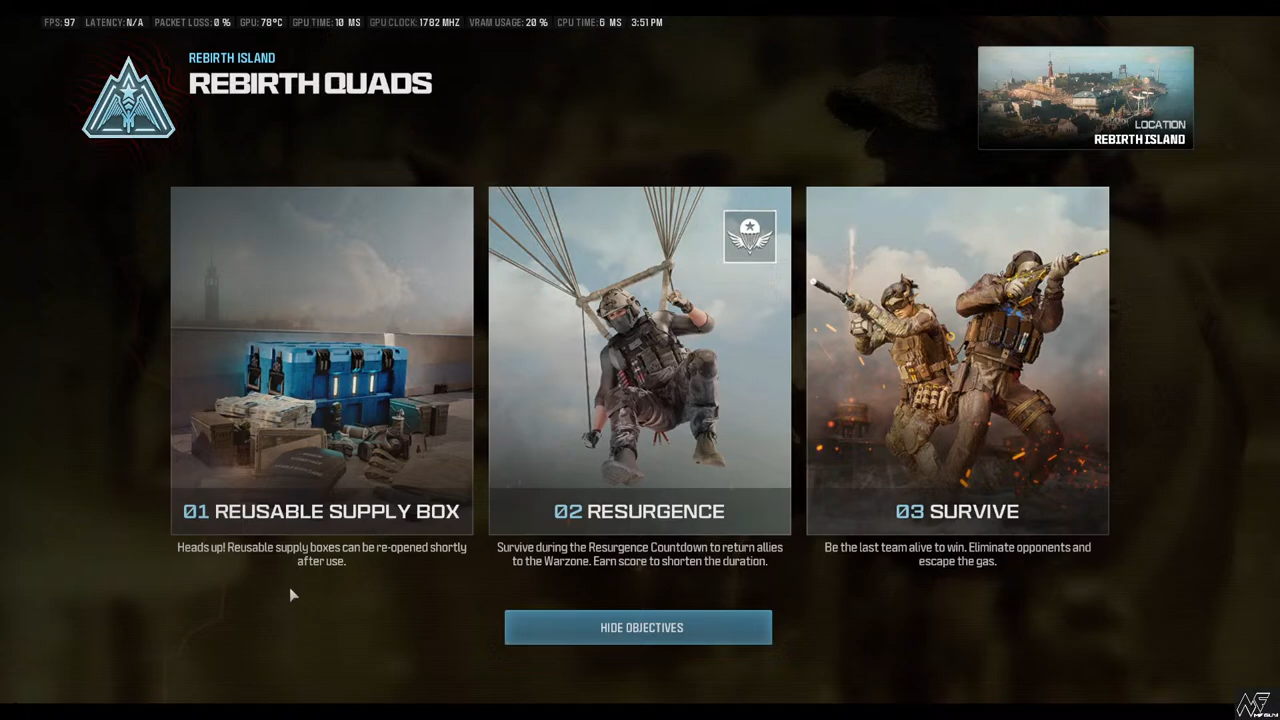 FPS: 97 LATENCY: N/A PACKET LOSS: 0 % GPU: 78°C GPU TIME: 10 MS GPU CLOCK: 1782 MHZ VRAM USAGE: 20 % CPU TIME: 6 MS 3:51 PM
REBIRTH ISLAND
REBIRTH QUADS
LOCATION
REBIRTH ISLAND
01 REUSABLE SUPPLY BOX
Heads up! Reusable supply boxes can be re-opened shortly
after use.
02 RESURGENCE
Survive during the Resurgence Countdown to return allies
to the Warzone. Earn score to shorten the duration.
03 SURVIVE
Be the last team alive to win. Eliminate opponents and
escape the gas.
HIDE OBJECTIVES